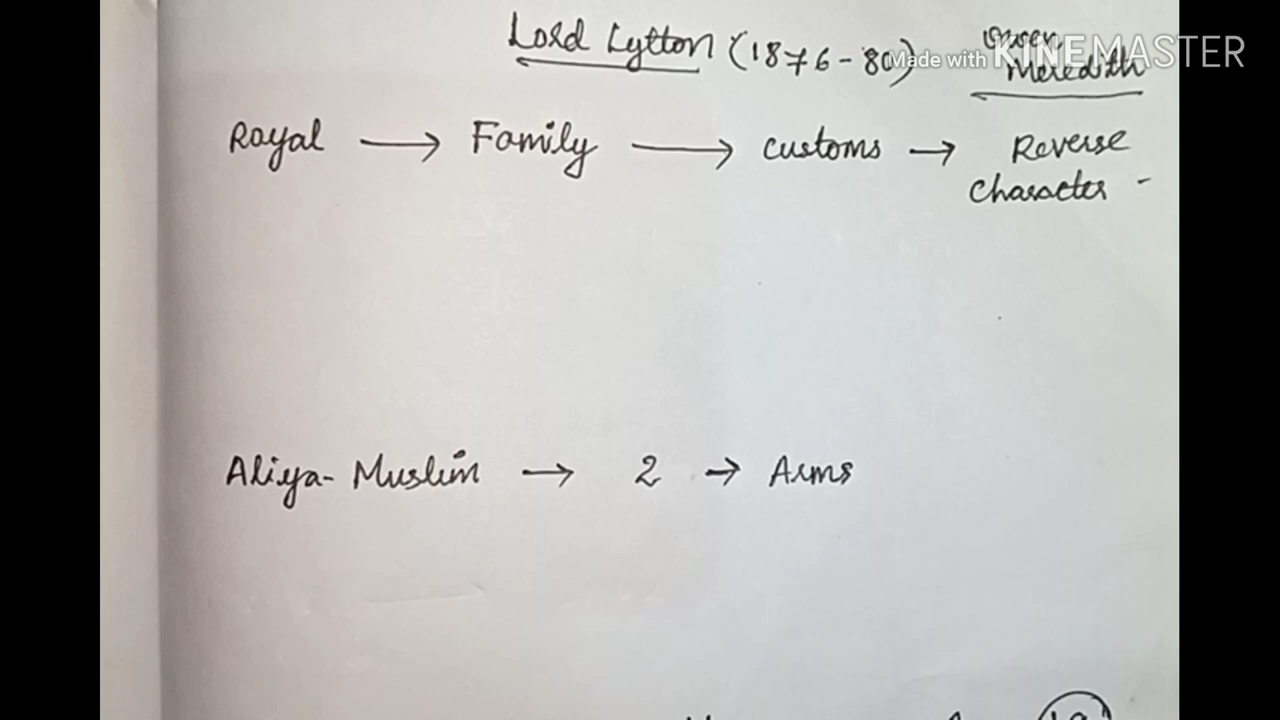 Lord Lytton (1876-80) Owen
Meredith
Made with KINEMASTER
Royal → Family → customs → Reverse
character -
Aliya- Muslim → 2 → Arms